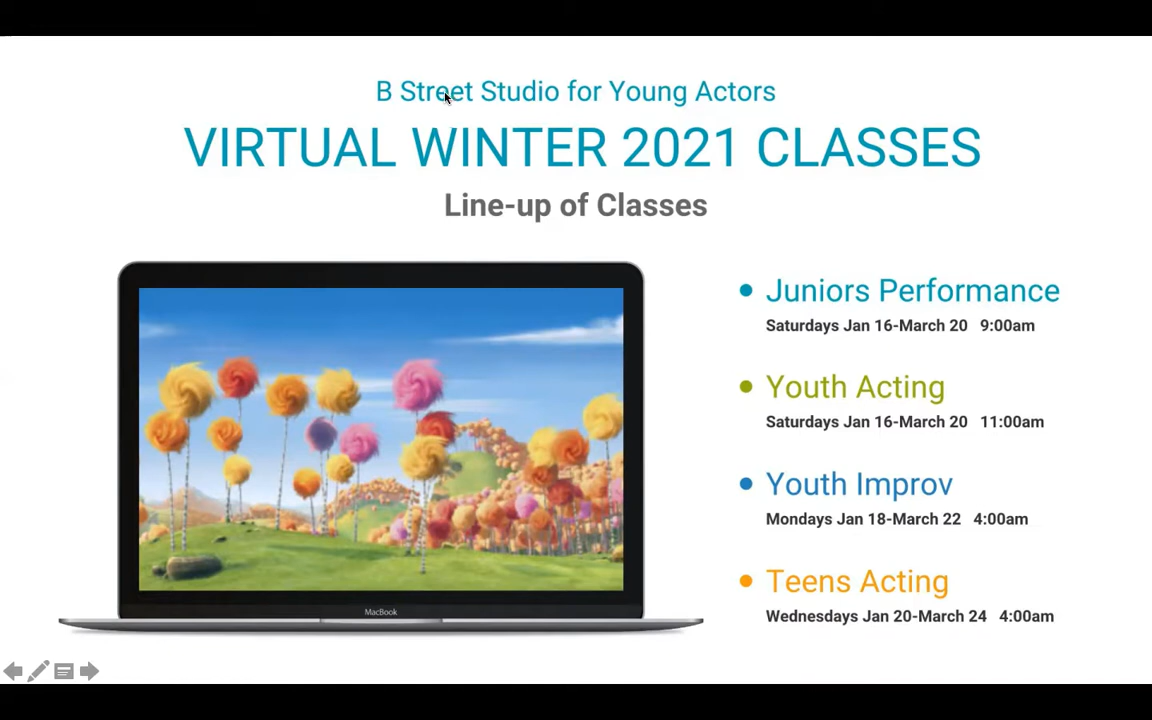 B Street Studio for Young Actors
VIRTUAL WINTER 2021 CLASSES
Line-up of Classes
Juniors Performance
Saturdays Jan 16-March 20 9:00am
Youth Acting
Saturdays Jan 16-March 20 11:00am
Youth Improv
Mondays Jan 18-March 22 4:00am
Teens Acting
Wednesdays Jan 20-March 24 4:00am
MacBook